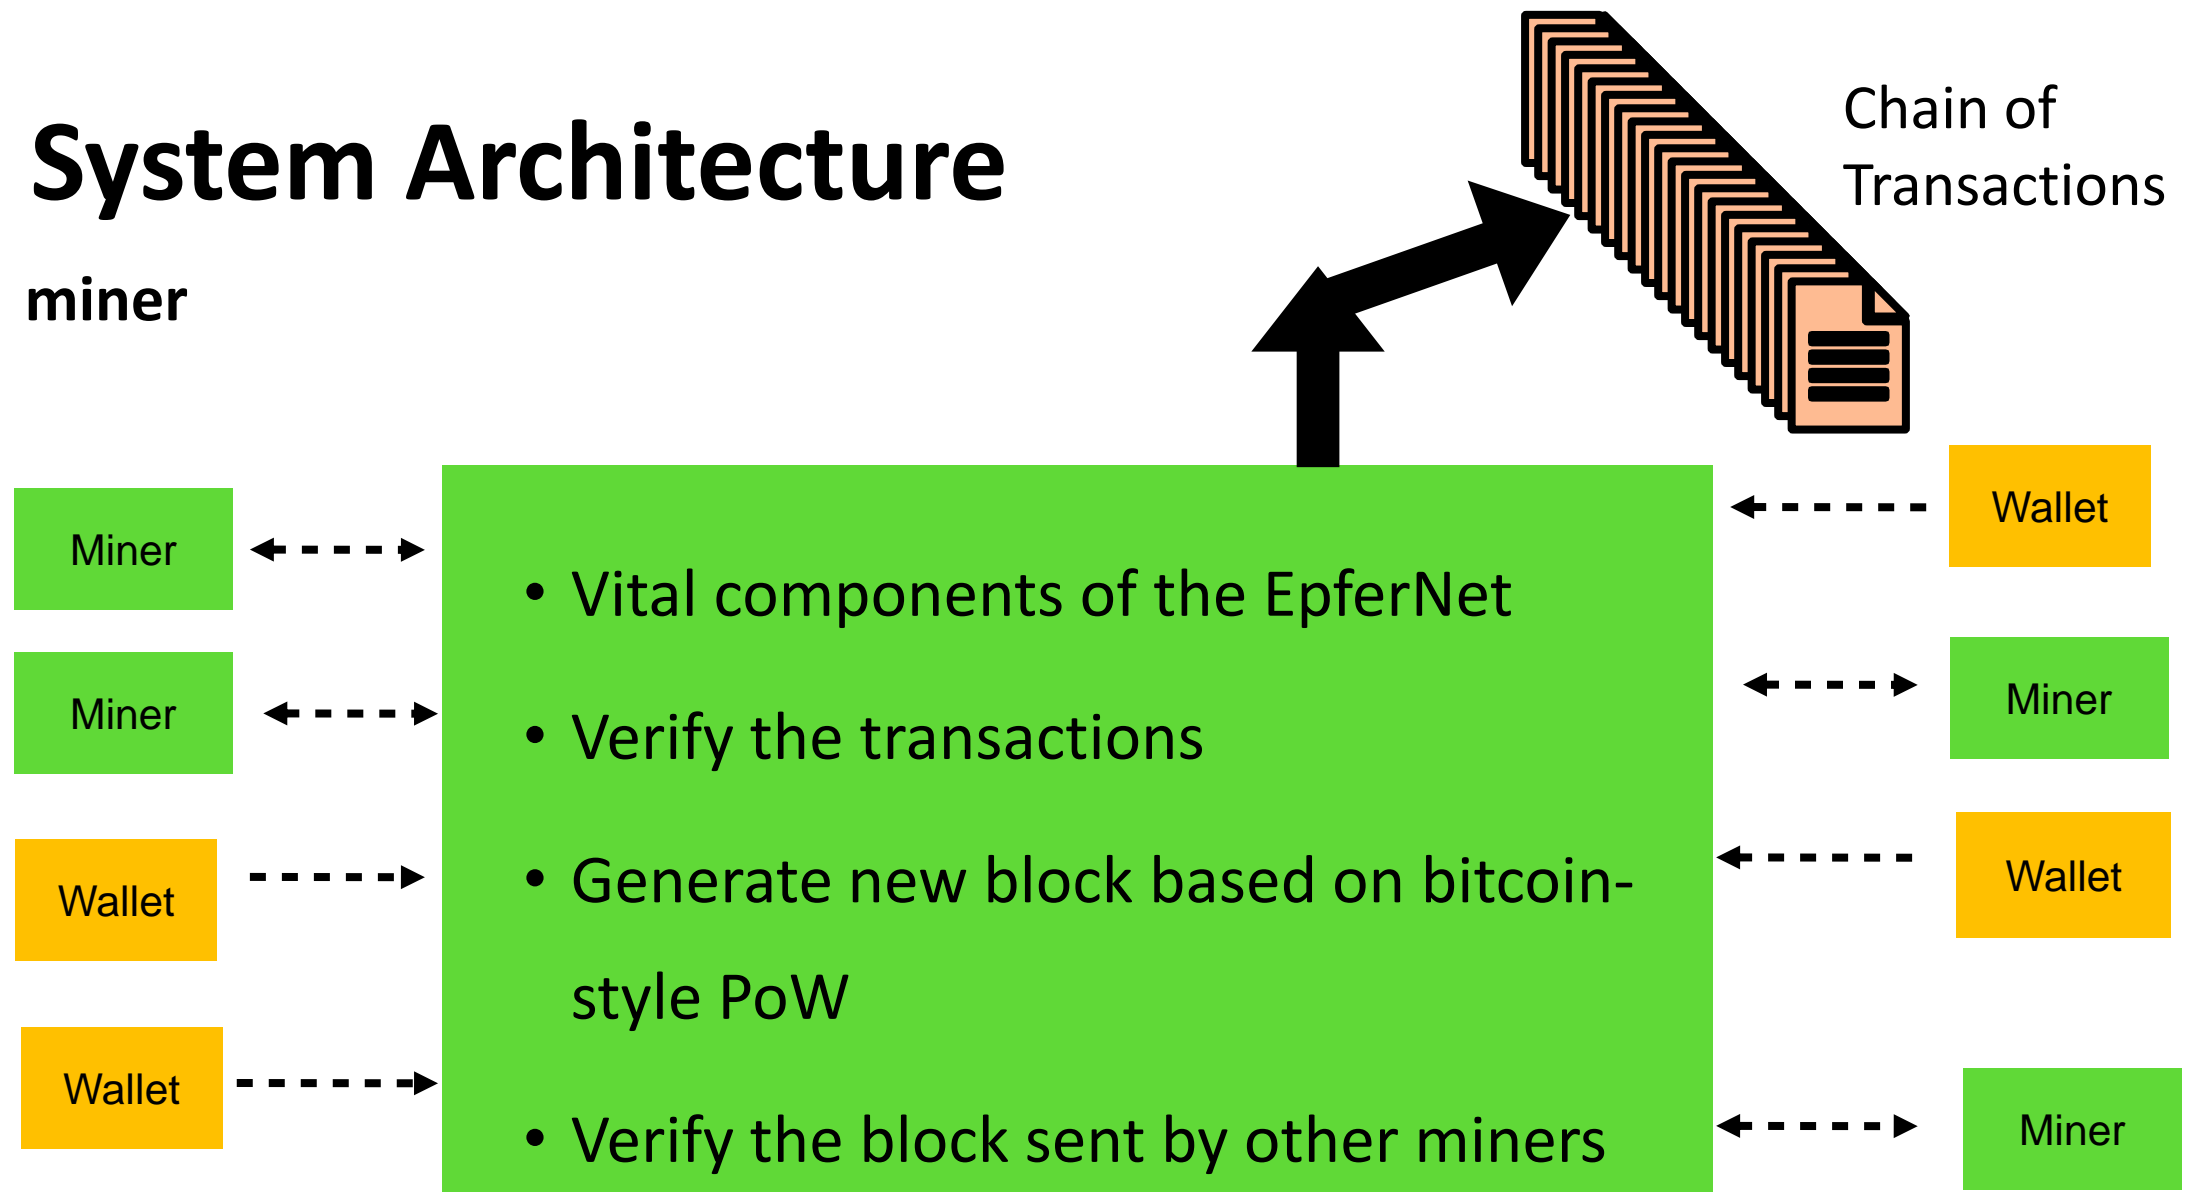 System Architecture
miner
Chain of
Transactions
Miner
Miner
Wallet
Wallet
• Vital components of the EpferNet
• Verify the transactions
• Generate new block based on bitcoin-
style PoW
• Verify the block sent by other miners
Wallet
Miner
Wallet
Miner